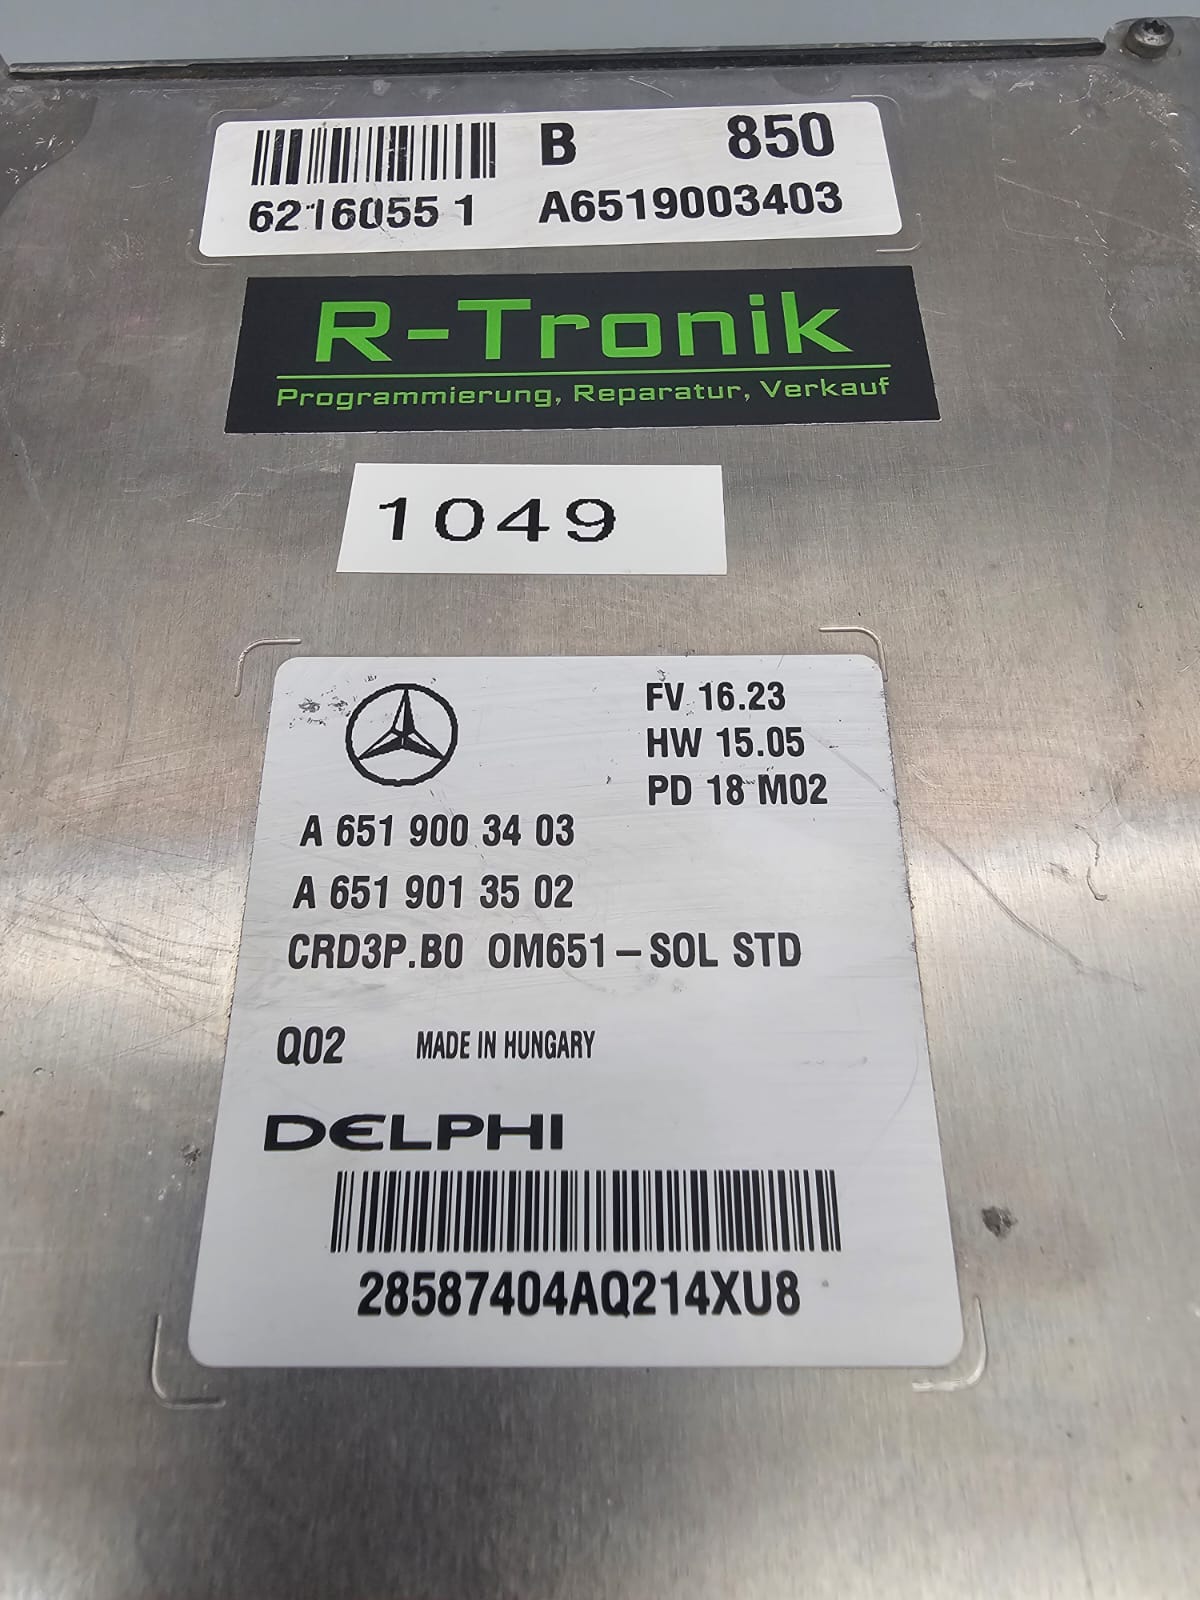 B 850
62160551 A6519003403
R-Tronik
Programmierung, Reparatur, Verkauf
1049
FV 16.23
HW 15.05
PD 18 M02
A 651 900 34 03
A 651 901 35 02
CRD3P.B0 OM651-SOL STD
Q02 MADE IN HUNGARY
DELPHI
28587404AQ214XU8